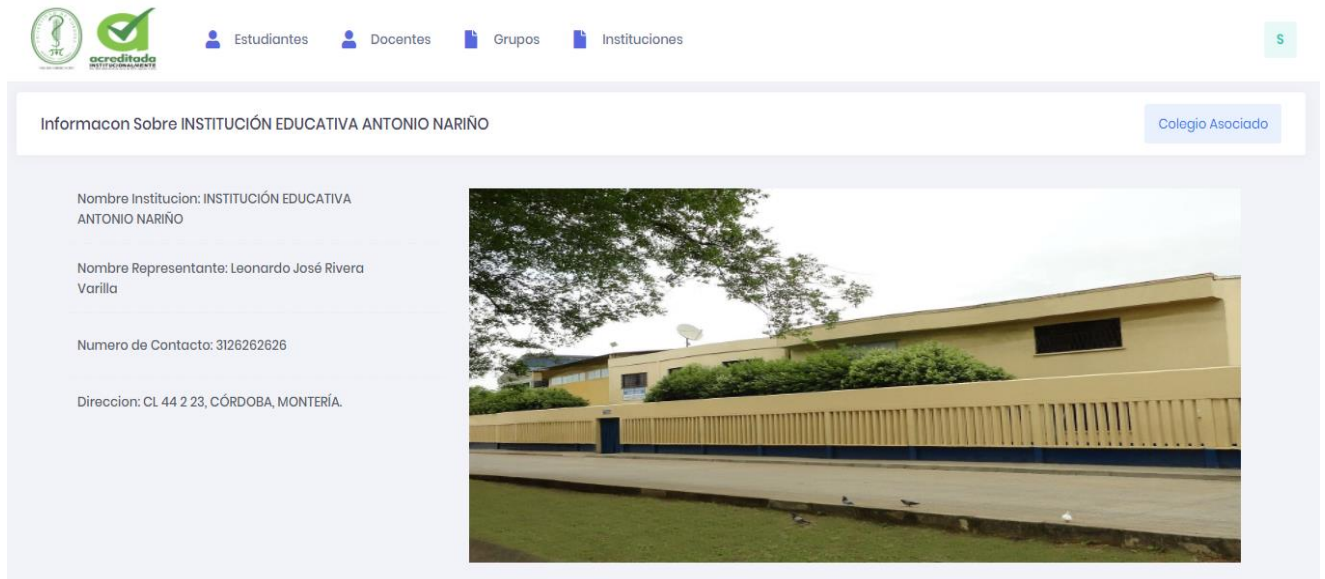 acreditada
INSTITUCIONALMENTE
Estudiantes
Docentes
Grupos
Instituciones
S
Informacon Sobre INSTITUCIÓN EDUCATIVA ANTONIO NARIÑO
Colegio Asociado
Nombre Institucion: INSTITUCIÓN EDUCATIVA
ANTONIO NARIÑO
Nombre Representante: Leonardo José Rivera
Varilla
Numero de Contacto: 3126262626
Direccion: CL 44 2 23, CÓRDOBA, MONTERÍA.